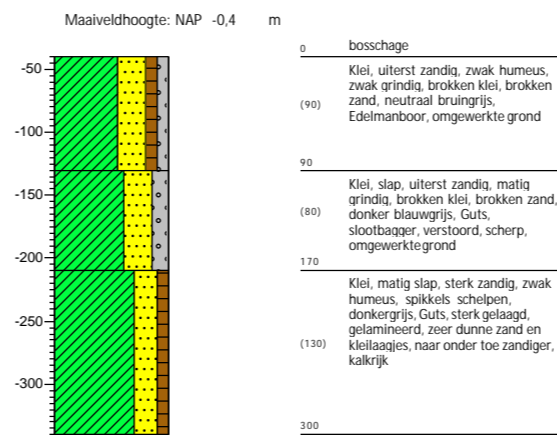 Maaiveldhoogte: NAP -0,4 m
0 bosschage
-50
Klei, uiterst zandig, zwak humeus,
zwak grindig, brokken klei, brokken
(90)
zand, neutraal bruingrijs,
Edelmanboor, omgewerkte grond
-100
90
-150
Klei, slap, uiterst zandig, matig
grindig, brokken klei, brokken zand,
(80)
donker blauwgrijs, Guts,
slootbagger, verstoord, scherp,
omgewerkte grond
-200
170
Klei, matig slap, sterk zandig, zwak
humeus, spikkels schelpen,
-250
donkergrijs, Guts, sterk gelaagd,
gelamineerd, zeer dunne zand en
(130)
kleilaagjes, naar onder toe zandiger,
kalkrijk
-300
300